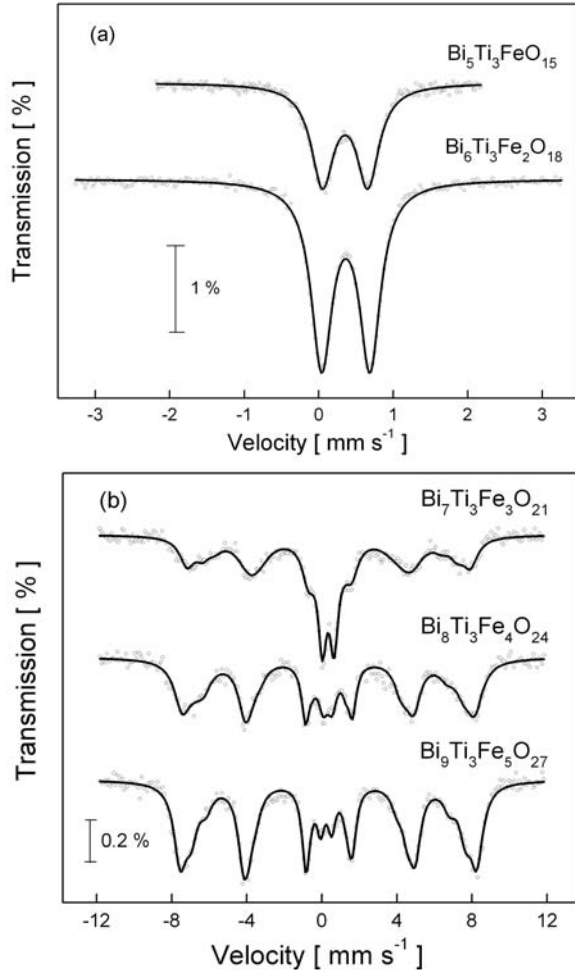 (a)
Bi₅Ti₃FeO₁₅
Bi₆Ti₃Fe₂O₁₈
Transmission [ % ]
1 %
-3 -2 -1 0 1 2 3
Velocity [ mm s⁻¹ ]
(b)
Bi₇Ti₃Fe₃O₂₁
Bi₈Ti₃Fe₄O₂₄
Bi₉Ti₃Fe₅O₂₇
Transmission [ % ]
0.2 %
-12 -8 -4 0 4 8 12
Velocity [ mm s⁻¹ ]